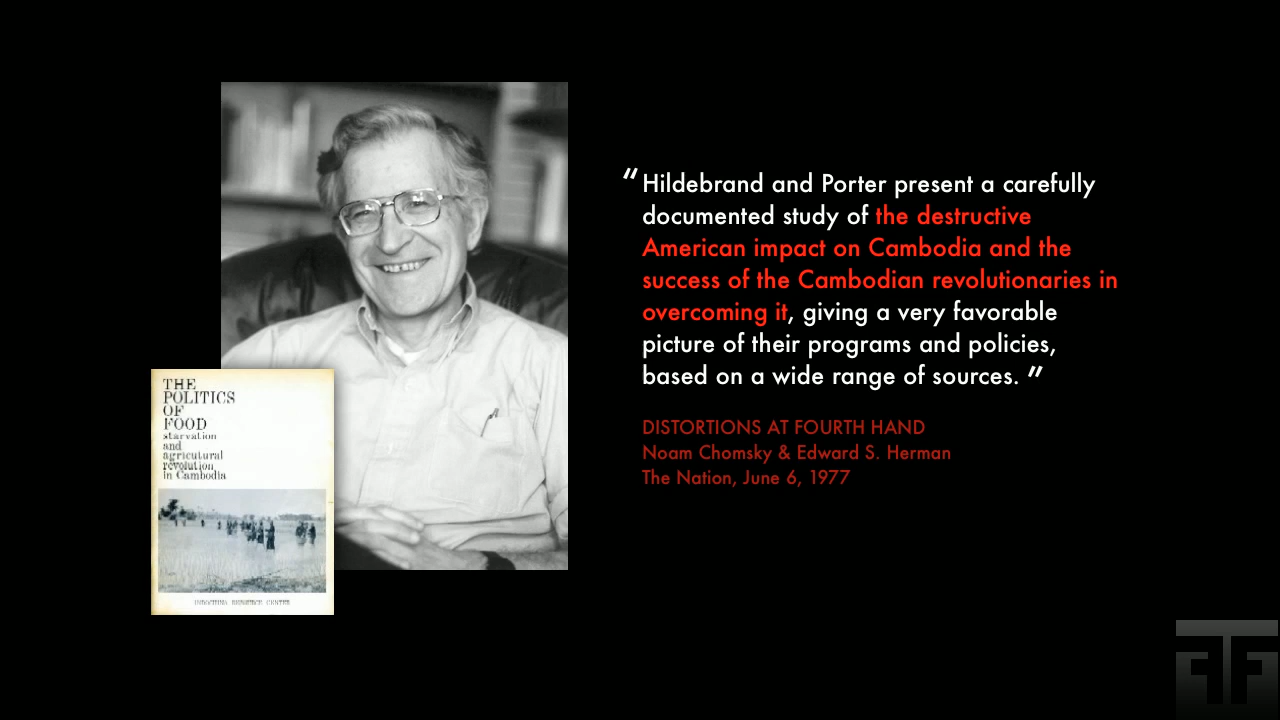 “Hildebrand and Porter present a carefully
documented study of the destructive
American impact on Cambodia and the
success of the Cambodian revolutionaries in
overcoming it, giving a very favorable
picture of their programs and policies,
based on a wide range of sources.”
DISTORTIONS AT FOURTH HAND
Noam Chomsky & Edward S. Herman
The Nation, June 6, 1977
THE
POLITICS
OF
FOOD
starvation
and
agricultural
revolution
in Cambodia
INDOCHINA RESOURCE CENTER